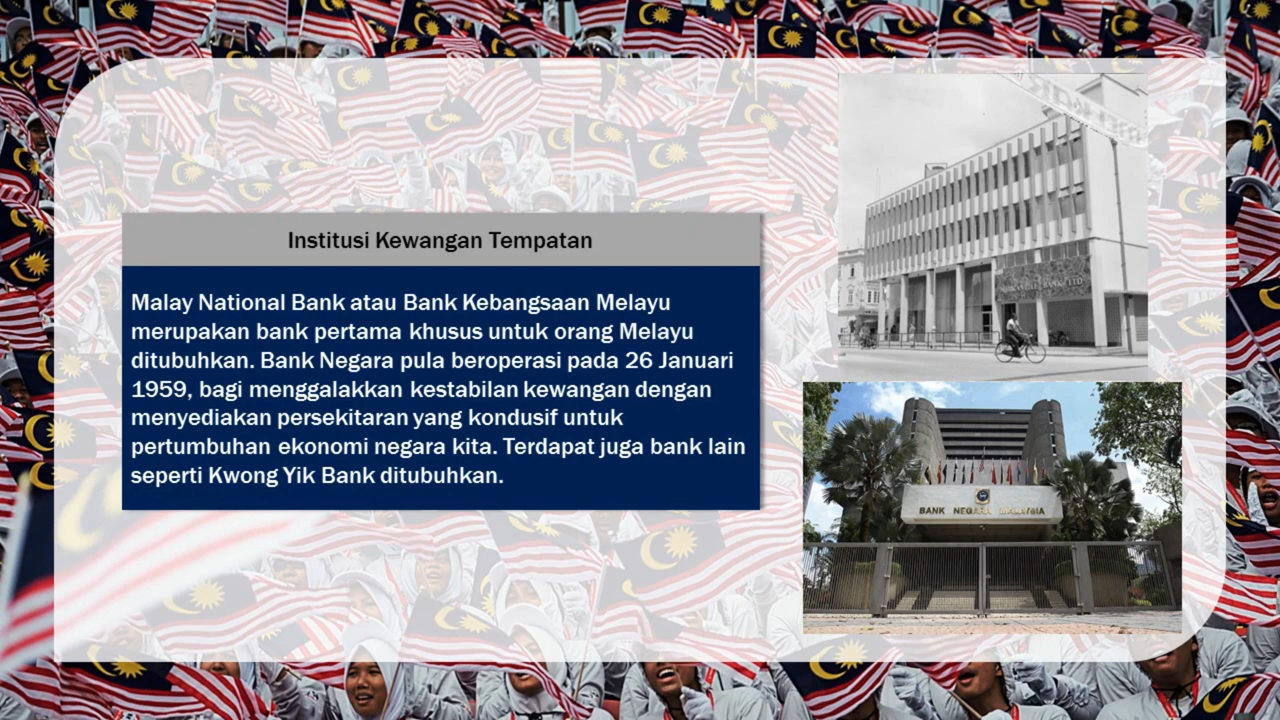 Institusi Kewangan Tempatan
Malay National Bank atau Bank Kebangsaan Melayu
merupakan bank pertama khusus untuk orang Melayu
ditubuhkan. Bank Negara pula beroperasi pada 26 Januari
1959, bagi menggalakkan kestabilan kewangan dengan
menyediakan persekitaran yang kondusif untuk
pertumbuhan ekonomi negara kita. Terdapat juga bank lain
seperti Kwong Yik Bank ditubuhkan.
BANK NEGARA MALAYSIA